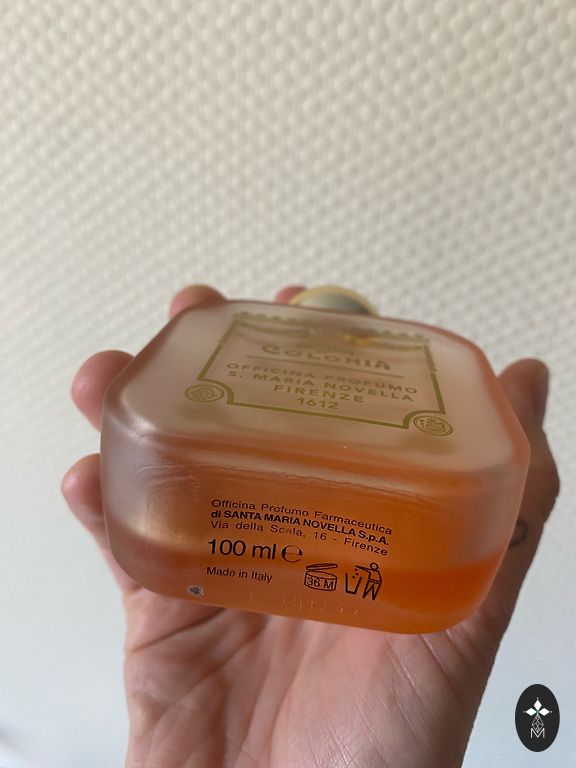 COLONIA
OFFICINA PROFUMO
S. MARIA NOVELLA
FIRENZE
1612
Officina Profumo Farmaceutica
di SANTA MARIA NOVELLA S.p.A.
Via della Scala, 16 - Firenze
100 ml e
Made in Italy
36 M